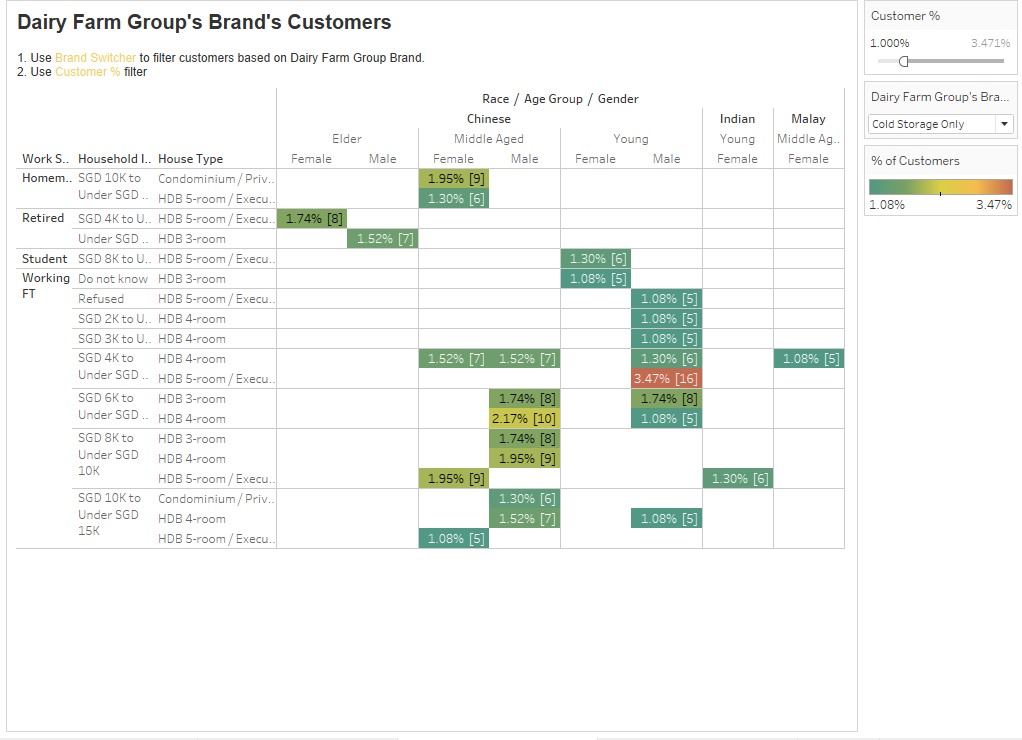 Dairy Farm Group's Brand's Customers
1. Use Brand Switcher to filter customers based on Dairy Farm Group Brand.
2. Use Customer % filter
Race / Age Group / Gender
Chinese Indian Malay
Elder Middle Aged Young Young Middle Ag..
Work S.. Household I.. House Type Female Male Female Male Female Male Female Female
Homem.. SGD 10K to Under SGD .. Condominium / Priv.. 1.95% [9]
HDB 5-room / Execu.. 1.30% [6]
Retired SGD 4K to U.. HDB 5-room / Execu.. 1.74% [8]
Under SGD .. HDB 3-room 1.52% [7]
Student SGD 8K to U.. HDB 5-room / Execu.. 1.30% [6]
Working FT Do not know HDB 3-room 1.08% [5]
Refused HDB 5-room / Execu.. 1.08% [5]
SGD 2K to U.. HDB 4-room 1.08% [5]
SGD 3K to U.. HDB 4-room 1.08% [5]
SGD 4K to Under SGD .. HDB 4-room 1.52% [7] 1.52% [7] 1.30% [6] 1.08% [5]
HDB 5-room / Execu.. 3.47% [16]
SGD 6K to Under SGD .. HDB 3-room 1.74% [8] 1.74% [8]
HDB 4-room 2.17% [10] 1.08% [5]
SGD 8K to Under SGD 10K HDB 3-room 1.74% [8]
HDB 4-room 1.95% [9]
HDB 5-room / Execu.. 1.95% [9] 1.30% [6]
SGD 10K to Under SGD 15K Condominium / Priv.. 1.30% [6]
HDB 4-room 1.52% [7] 1.08% [5]
HDB 5-room / Execu.. 1.08% [5]
Customer %
1.000% 3.471%
Dairy Farm Group's Bra...
Cold Storage Only
% of Customers
1.08% 3.47%